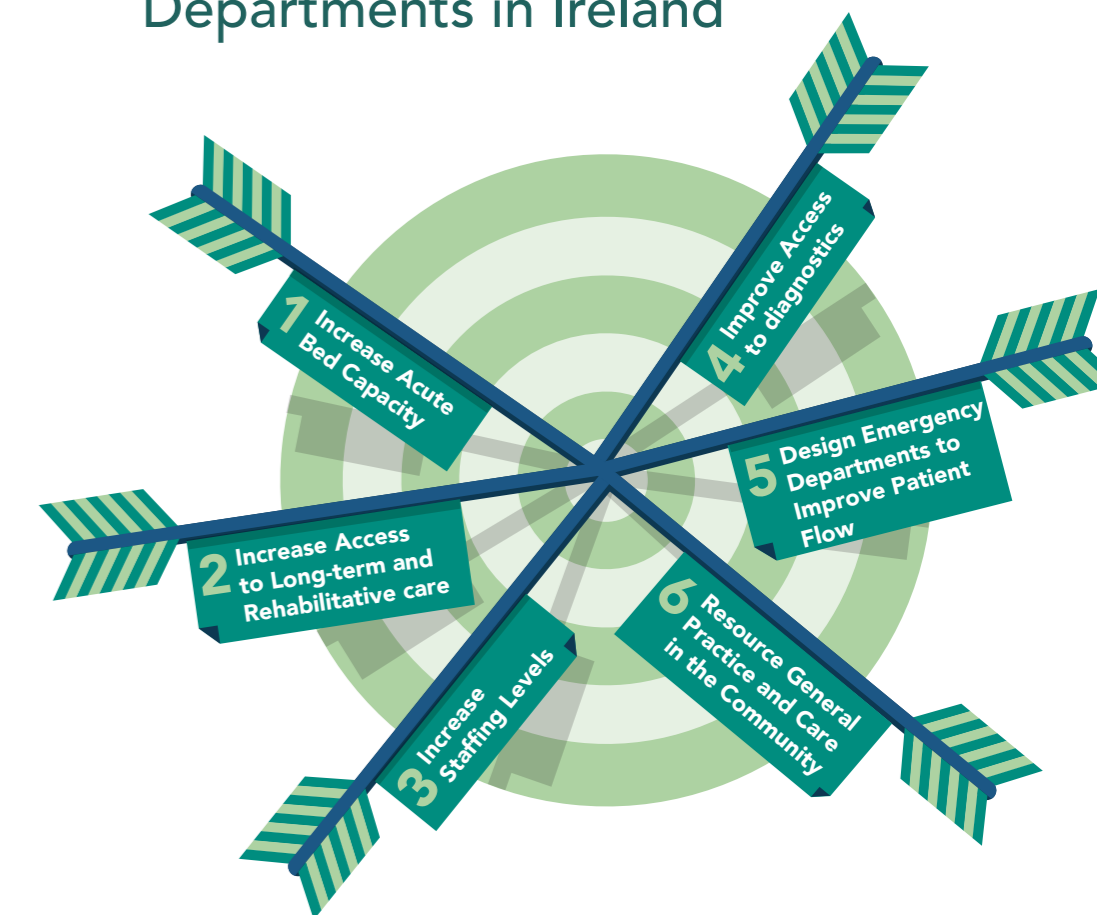 Departments in Ireland
1 Increase Acute
Bed Capacity
2 Increase Access
to Long-term and
Rehabilitative care
3 Increase
Staffing Levels
4 Improve Access
to diagnostics
5 Design Emergency
Departments to
Improve Patient
Flow
6 Resource General
Practice and Care
in the Community